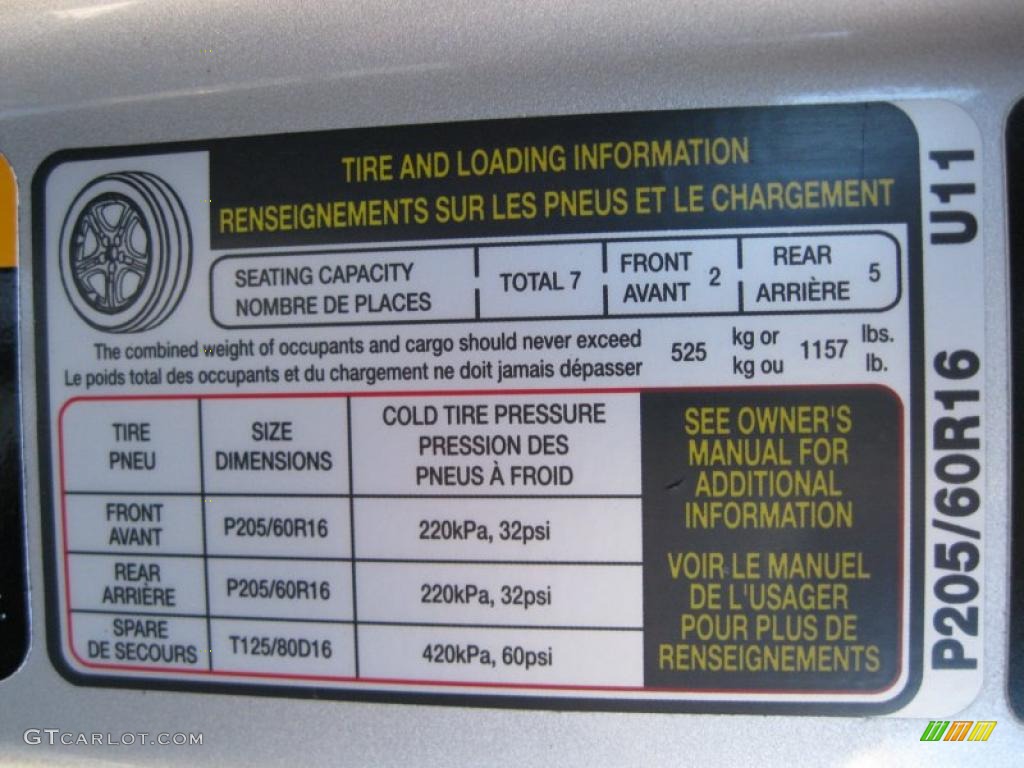 TIRE AND LOADING INFORMATION
RENSEIGNEMENTS SUR LES PNEUS ET LE CHARGEMENT
SEATING CAPACITY
NOMBRE DE PLACES
TOTAL 7
FRONT
AVANT
2
REAR
ARRIÈRE
5
The combined weight of occupants and cargo should never exceed
Le poids total des occupants et du chargement ne doit jamais dépasser
525
kg or
kg ou
1157
lbs.
lb.
TIRE
PNEU
SIZE
DIMENSIONS
COLD TIRE PRESSURE
PRESSION DES
PNEUS À FROID
FRONT
AVANT
P205/60R16
220kPa, 32psi
REAR
ARRIÈRE
P205/60R16
220kPa, 32psi
SPARE
DE SECOURS
T125/80D16
420kPa, 60psi
SEE OWNER'S
MANUAL FOR
ADDITIONAL
INFORMATION
VOIR LE MANUEL
DE L'USAGER
POUR PLUS DE
RENSEIGNEMENTS
P205/60R16 U11
GTCARLOT.COM